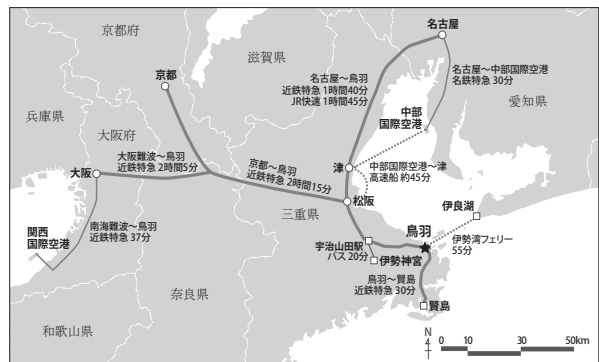 京都府
滋賀県
兵庫県
大阪府
愛知県
三重県
奈良県
和歌山県
名古屋
京都
名古屋～鳥羽
近鉄特急 1時間40分
JR快速 1時間45分
名古屋～中部国際空港
名鉄特急 30分
中部
国際空港
大阪難波～鳥羽
近鉄特急 2時間5分
京都～鳥羽
近鉄特急 2時間15分
大阪
津
中部国際空港～津
高速船 約45分
松阪
伊良湖
南海難波～鳥羽
近鉄特急 37分
関西
国際空港
鳥羽
宇治山田駅
バス 20分
伊勢神宮
伊勢湾フェリー
55分
鳥羽～賢島
近鉄特急 30分
賢島
N
4
0 10 30 50km